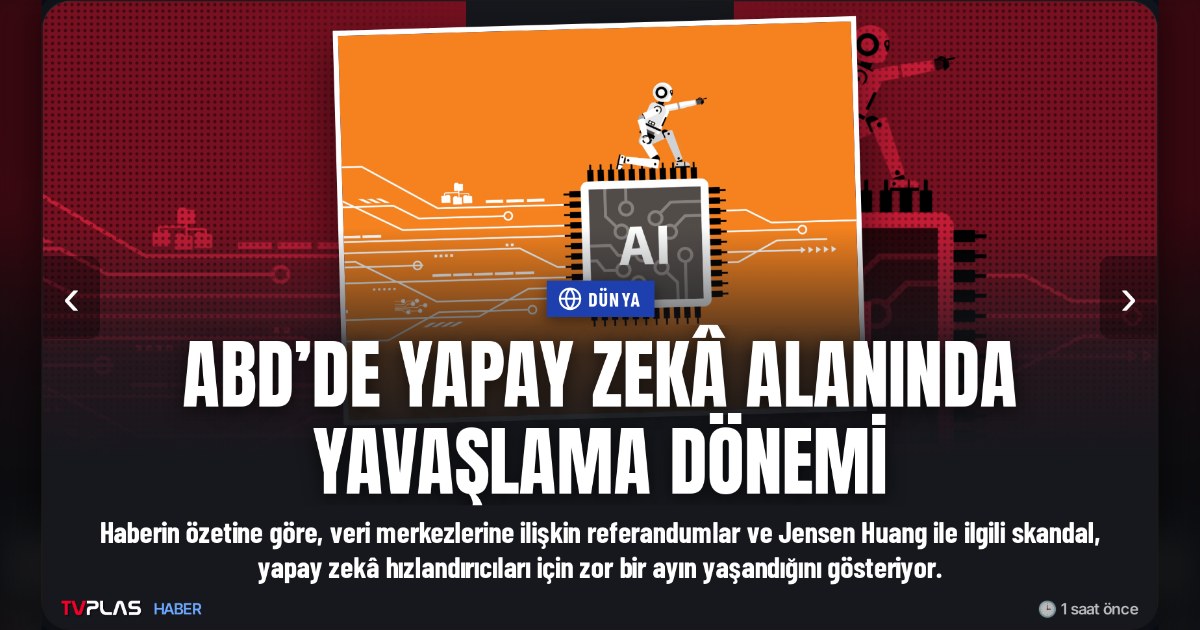 AI
DÜNYA
ABD’DE YAPAY ZEKÂ ALANINDA
YAVAŞLAMA DÖNEMİ
Haberin özetine göre, veri merkezlerine ilişkin referandumlar ve Jensen Huang ile ilgili skandal,
yapay zekâ hızlandırıcıları için zor bir ayın yaşandığını gösteriyor.
TVPLAS HABER
1 saat önce